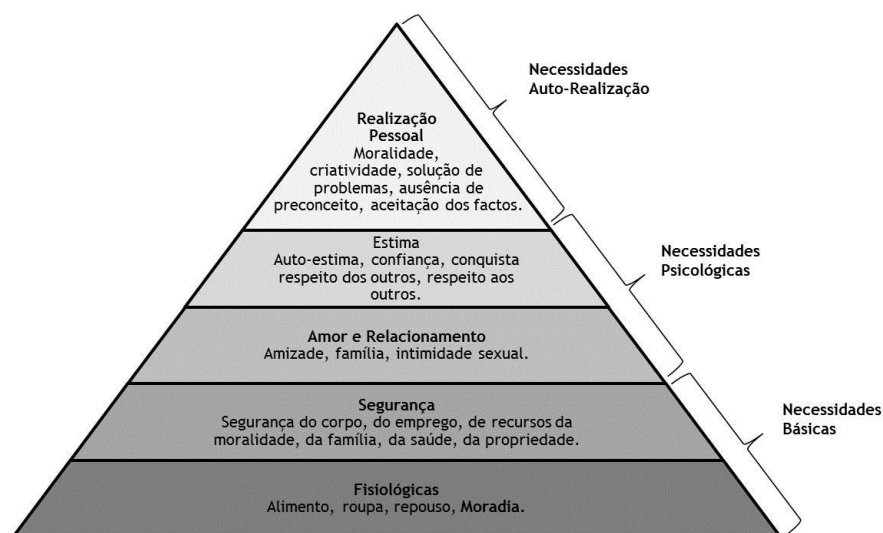 Necessidades
Auto-Realização
Realização
Pessoal
Moralidade,
criatividade, solução de
problemas, ausência de
preconceito, aceitação dos factos.
Necessidades
Psicológicas
Estima
Auto-estima, confiança, conquista
respeito dos outros, respeito aos
outros.
Amor e Relacionamento
Amizade, família, intimidade sexual.
Necessidades
Básicas
Segurança
Segurança do corpo, do emprego, de recursos da
moralidade, da família, da saúde, da propriedade.
Fisiológicas
Alimento, roupa, repouso, Moradia.